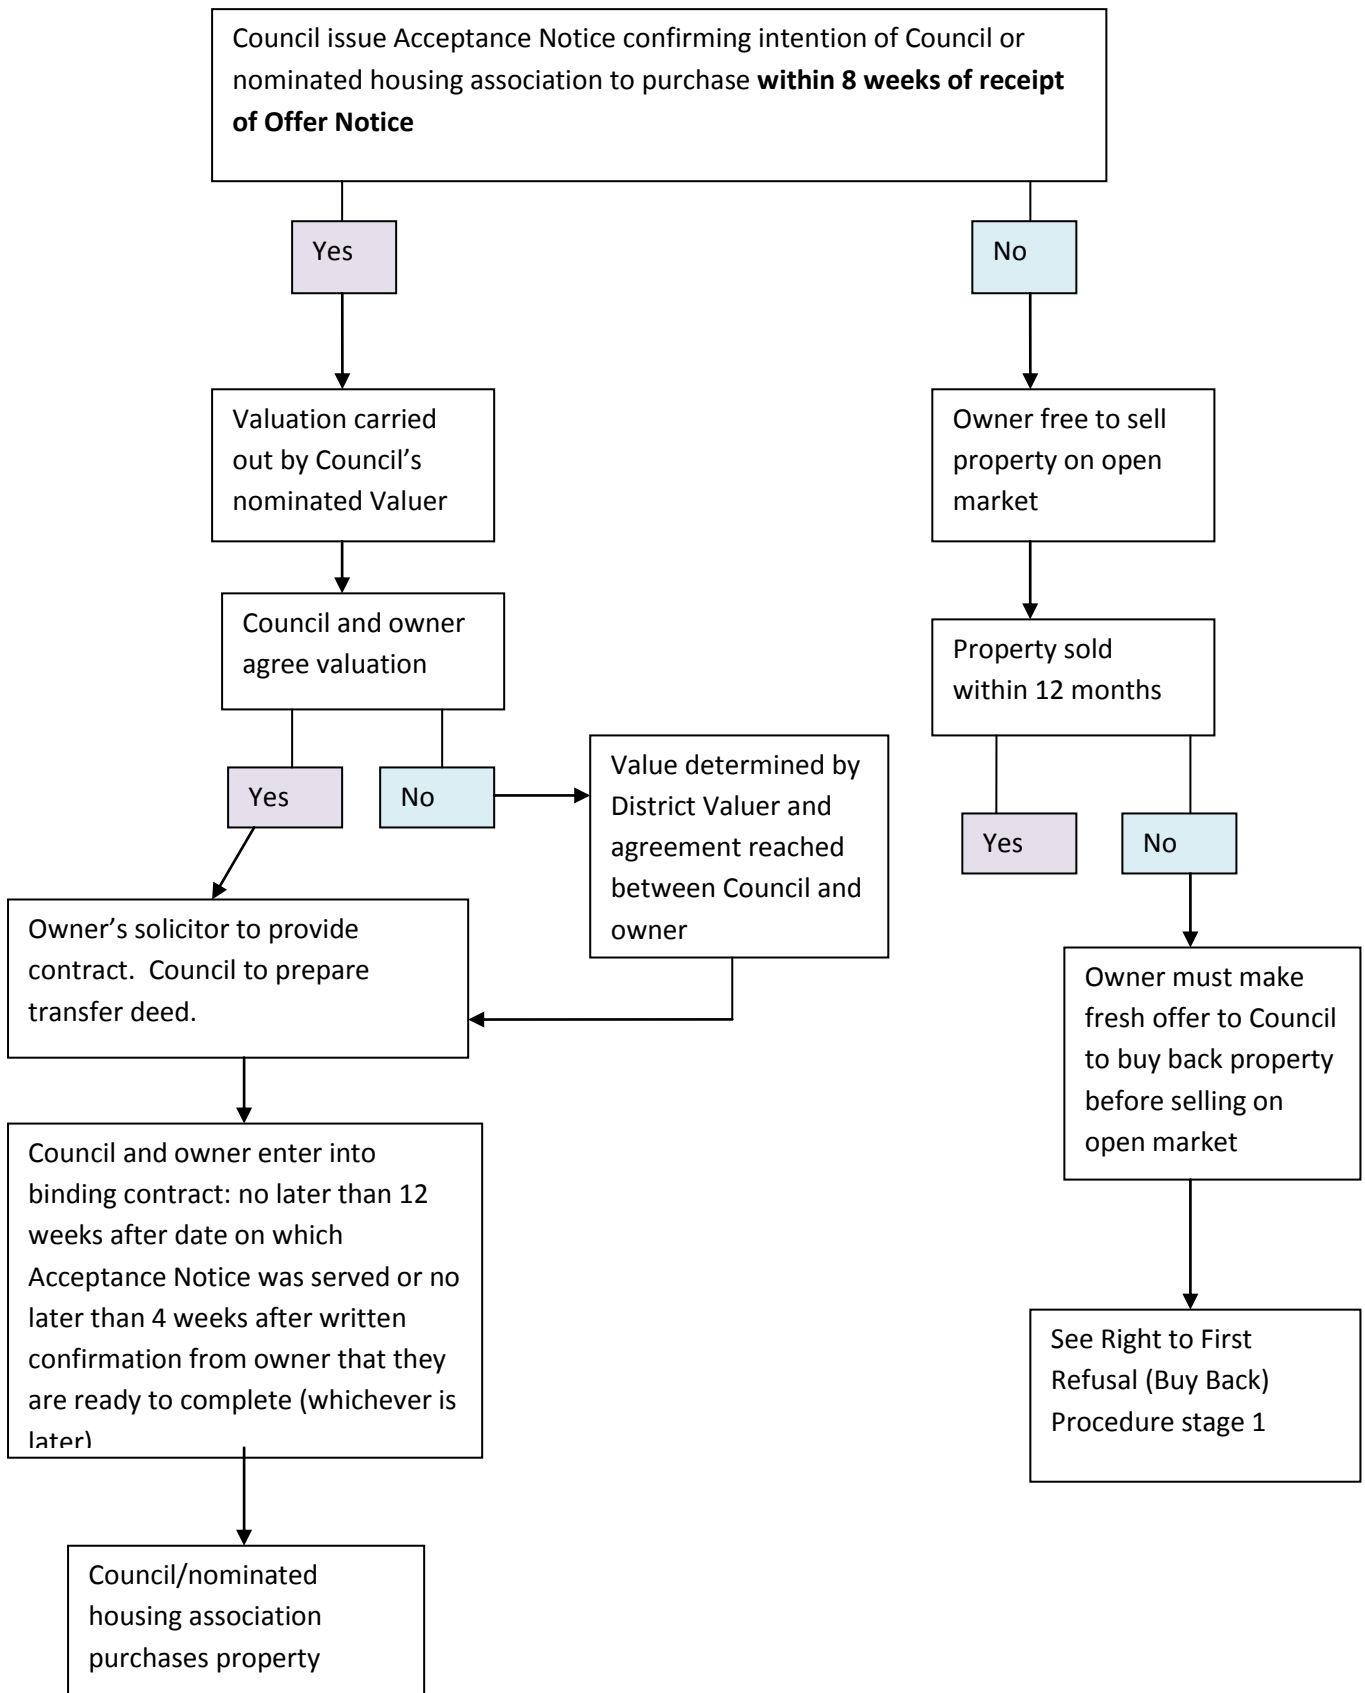 Council issue Acceptance Notice confirming intention of Council or
nominated housing association to purchase within 8 weeks of receipt
of Offer Notice
Yes
No
Valuation carried
out by Council’s
nominated Valuer
Owner free to sell
property on open
market
Council and owner
agree valuation
Property sold
within 12 months
Yes
No
Value determined by
District Valuer and
agreement reached
between Council and
owner
Yes
No
Owner’s solicitor to provide
contract.  Council to prepare
transfer deed.
Owner must make
fresh offer to Council
to buy back property
before selling on
open market
Council and owner enter into
binding contract: no later than 12
weeks after date on which
Acceptance Notice was served or no
later than 4 weeks after written
confirmation from owner that they
are ready to complete (whichever is
later)
See Right to First
Refusal (Buy Back)
Procedure stage 1
Council/nominated
housing association
purchases property